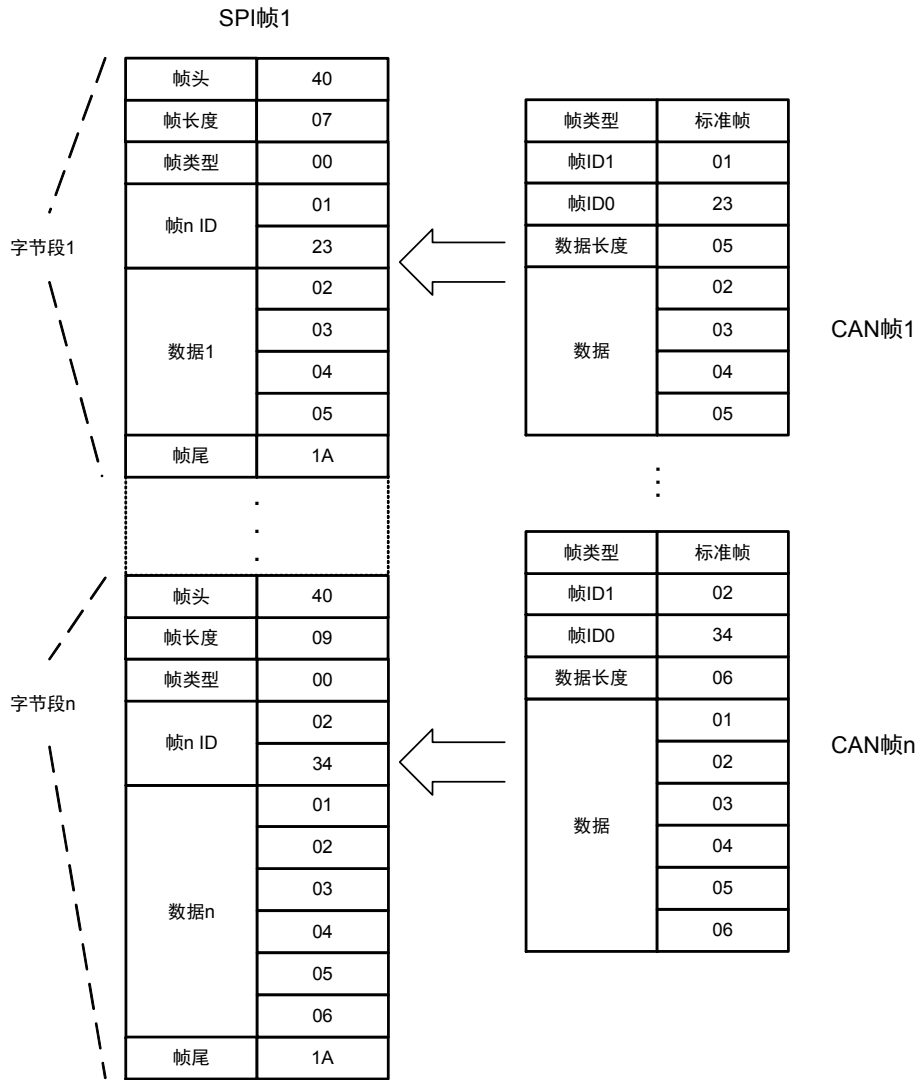 SPI帧1
帧头 40
帧长度 07
帧类型 00
帧n ID 01
23
数据1 02
03
04
05
帧尾 1A
字节段1
帧类型 标准帧
帧ID1 01
帧ID0 23
数据长度 05
数据 02
03
04
05
CAN帧1
帧头 40
帧长度 09
帧类型 00
帧n ID 02
34
数据n 01
02
03
04
05
06
帧尾 1A
字节段n
帧类型 标准帧
帧ID1 02
帧ID0 34
数据长度 06
数据 01
02
03
04
05
06
CAN帧n